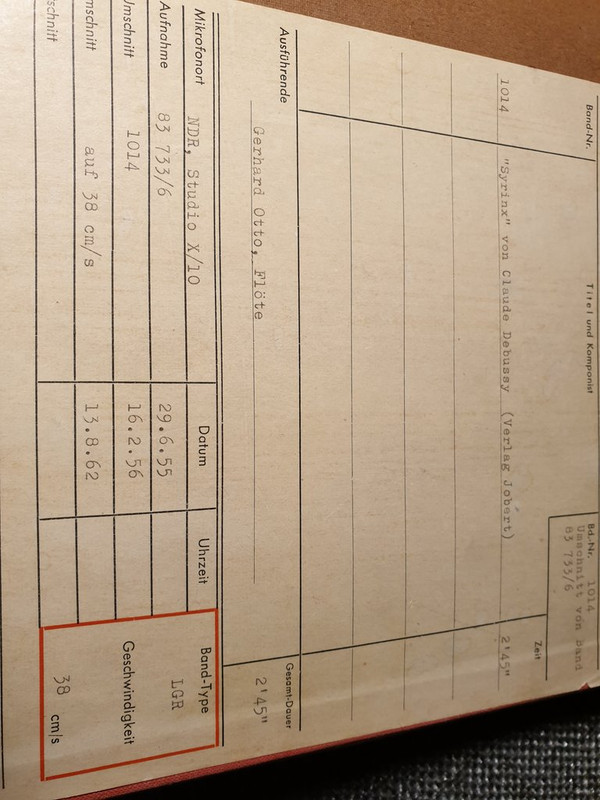 Bd.-Nr. 1014
Umschnitt von Band
83 733/6
Band-Nr. Titel und Komponist Zeit
1014 "Syrinx" von Claude Debussy (Verlag Jobert) 2'45"
Ausführende Gesamt-Dauer
Gerhard Otto, Flöte 2'45"
Mikrofonort NDR, Studio X/10 Datum Uhrzeit Band-Type
Aufnahme 83 733/6 29.6.55 LGR
Umschnitt 1014 16.2.56 Geschwindigkeit
mschnitt auf 38 cm/s 13.8.62
schnitt 38 cm/s